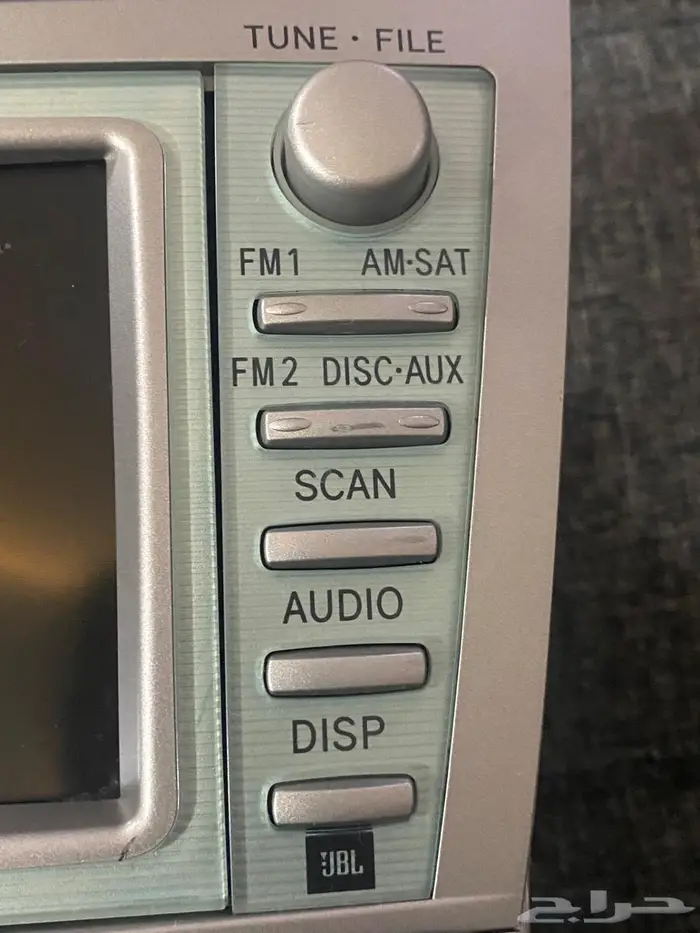 TUNE · FILE
FM1 AM·SAT
FM2 DISC·AUX
SCAN
AUDIO
DISP
JBL
حراج